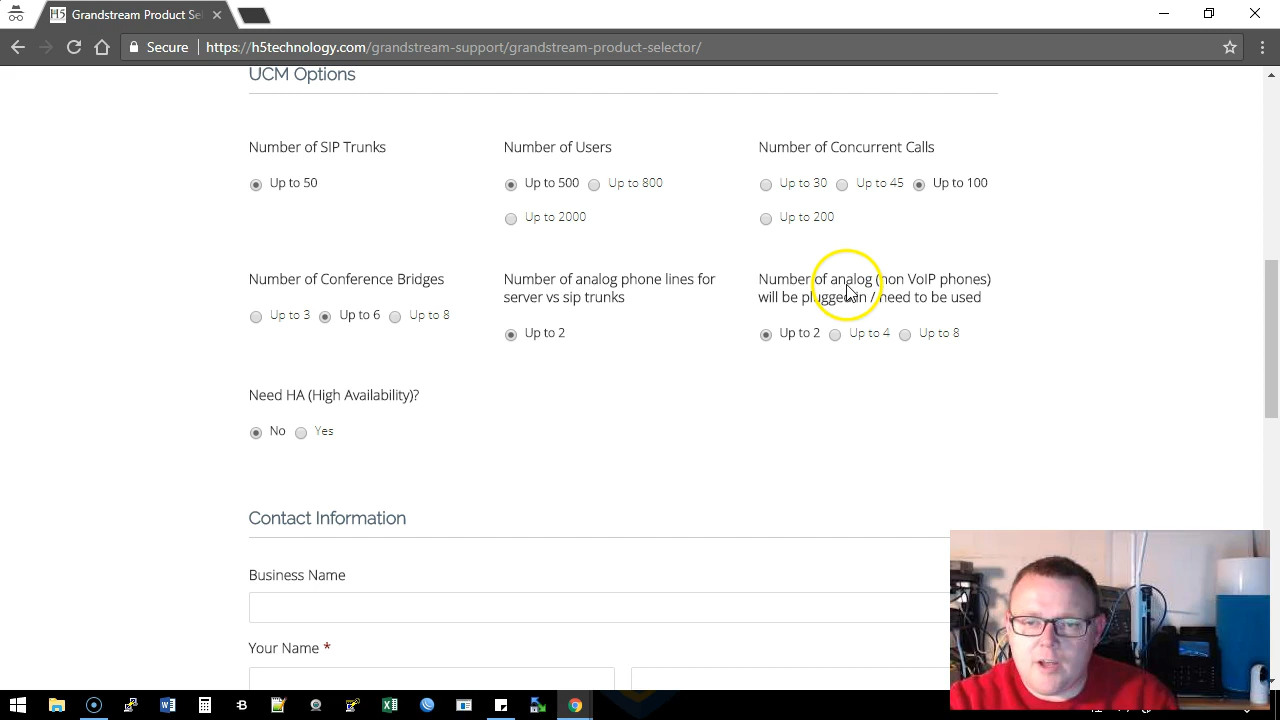 H5 Grandstream Product Se
Secure https://h5technology.com/grandstream-support/grandstream-product-selector/
UCM Options
Number of SIP Trunks
Up to 50
Number of Users
Up to 500 Up to 800
Up to 2000
Number of Concurrent Calls
Up to 30 Up to 45 Up to 100
Up to 200
Number of Conference Bridges
Up to 3 Up to 6 Up to 8
Number of analog phone lines for
server vs sip trunks
Up to 2
Number of analog (non VoIP phones)
will be plugged in / need to be used
Up to 2 Up to 4 Up to 8
Need HA (High Availability)?
No Yes
Contact Information
Business Name
Your Name *